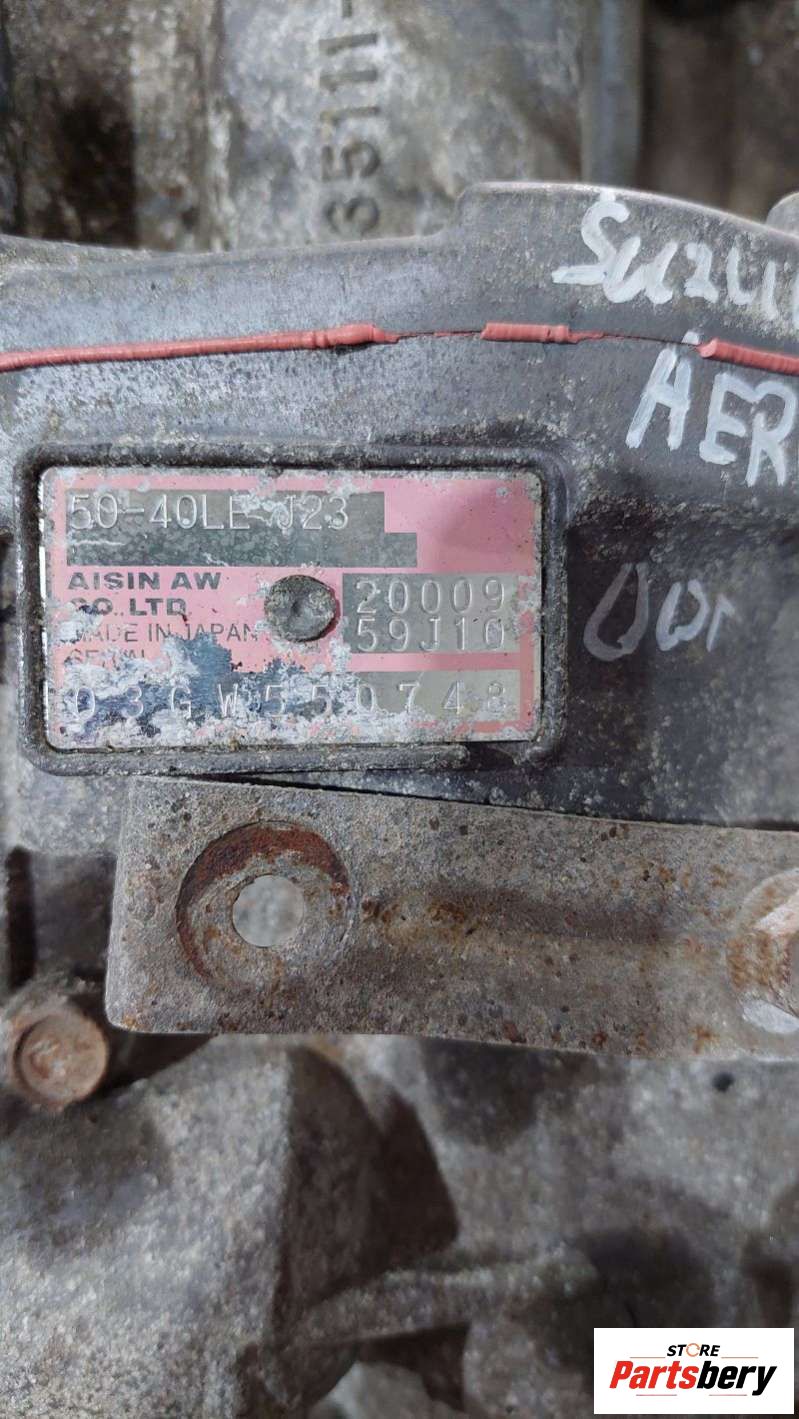 35111-
SUZUK
AER
50-40LE J23
AISIN AW
CO.,LTD.
20009
MADE IN JAPAN
59J10
SERIAL
03GW550748
STORE
Partsbery